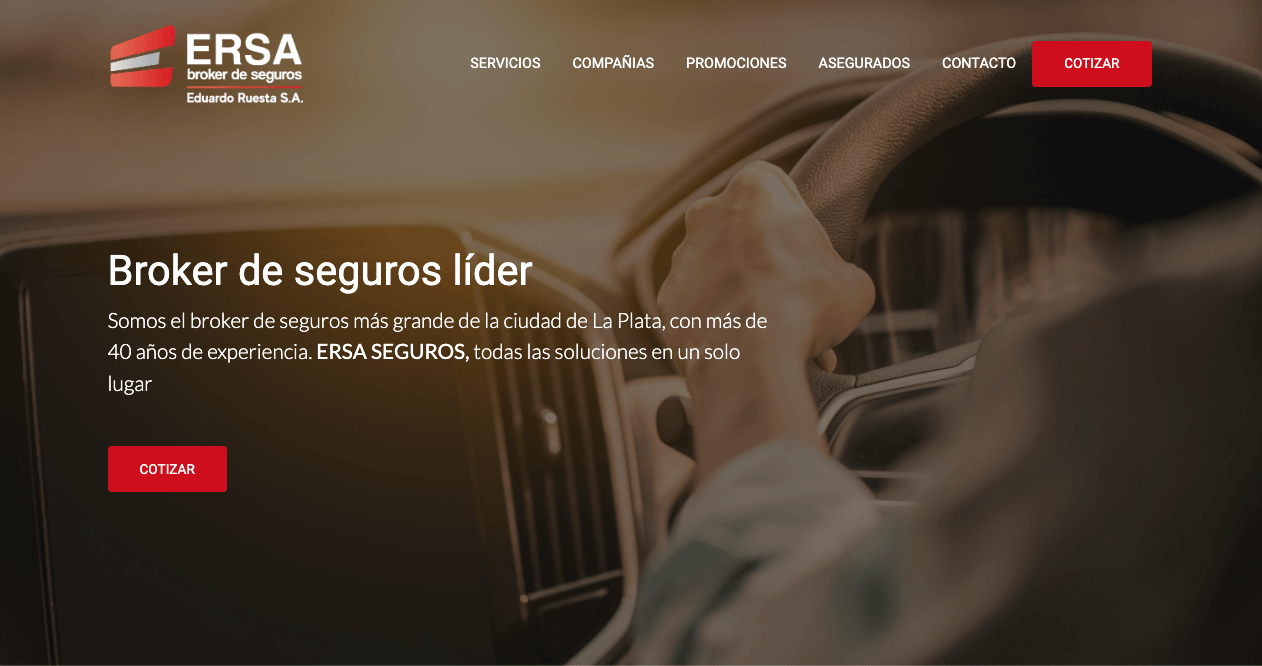 ERSA
broker de seguros
Eduardo Ruesta S.A.
SERVICIOS COMPAÑIAS PROMOCIONES ASEGURADOS CONTACTO COTIZAR
Broker de seguros líder
Somos el broker de seguros más grande de la ciudad de La Plata, con más de
40 años de experiencia. ERSA SEGUROS, todas las soluciones en un solo
lugar
COTIZAR